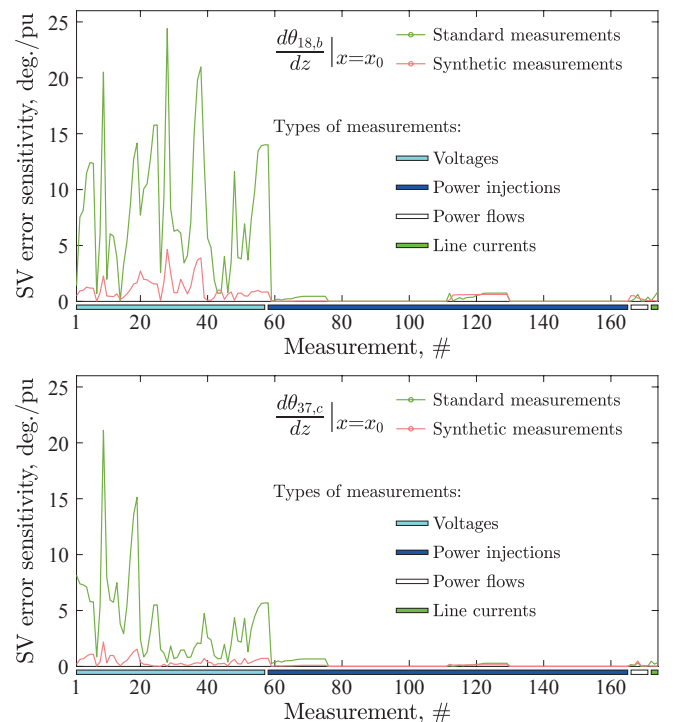 25
20
15
10
5
0
SV error sensitivity, deg./pu
dθ18,b
dz |x=x0
Standard measurements
Synthetic measurements
Types of measurements:
Voltages
Power injections
Power flows
Line currents
1 20 40 60 80 100 120 140 160
Measurement, #
25
20
15
10
5
0
SV error sensitivity, deg./pu
dθ37,c
dz |x=x0
Standard measurements
Synthetic measurements
Types of measurements:
Voltages
Power injections
Power flows
Line currents
1 20 40 60 80 100 120 140 160
Measurement, #